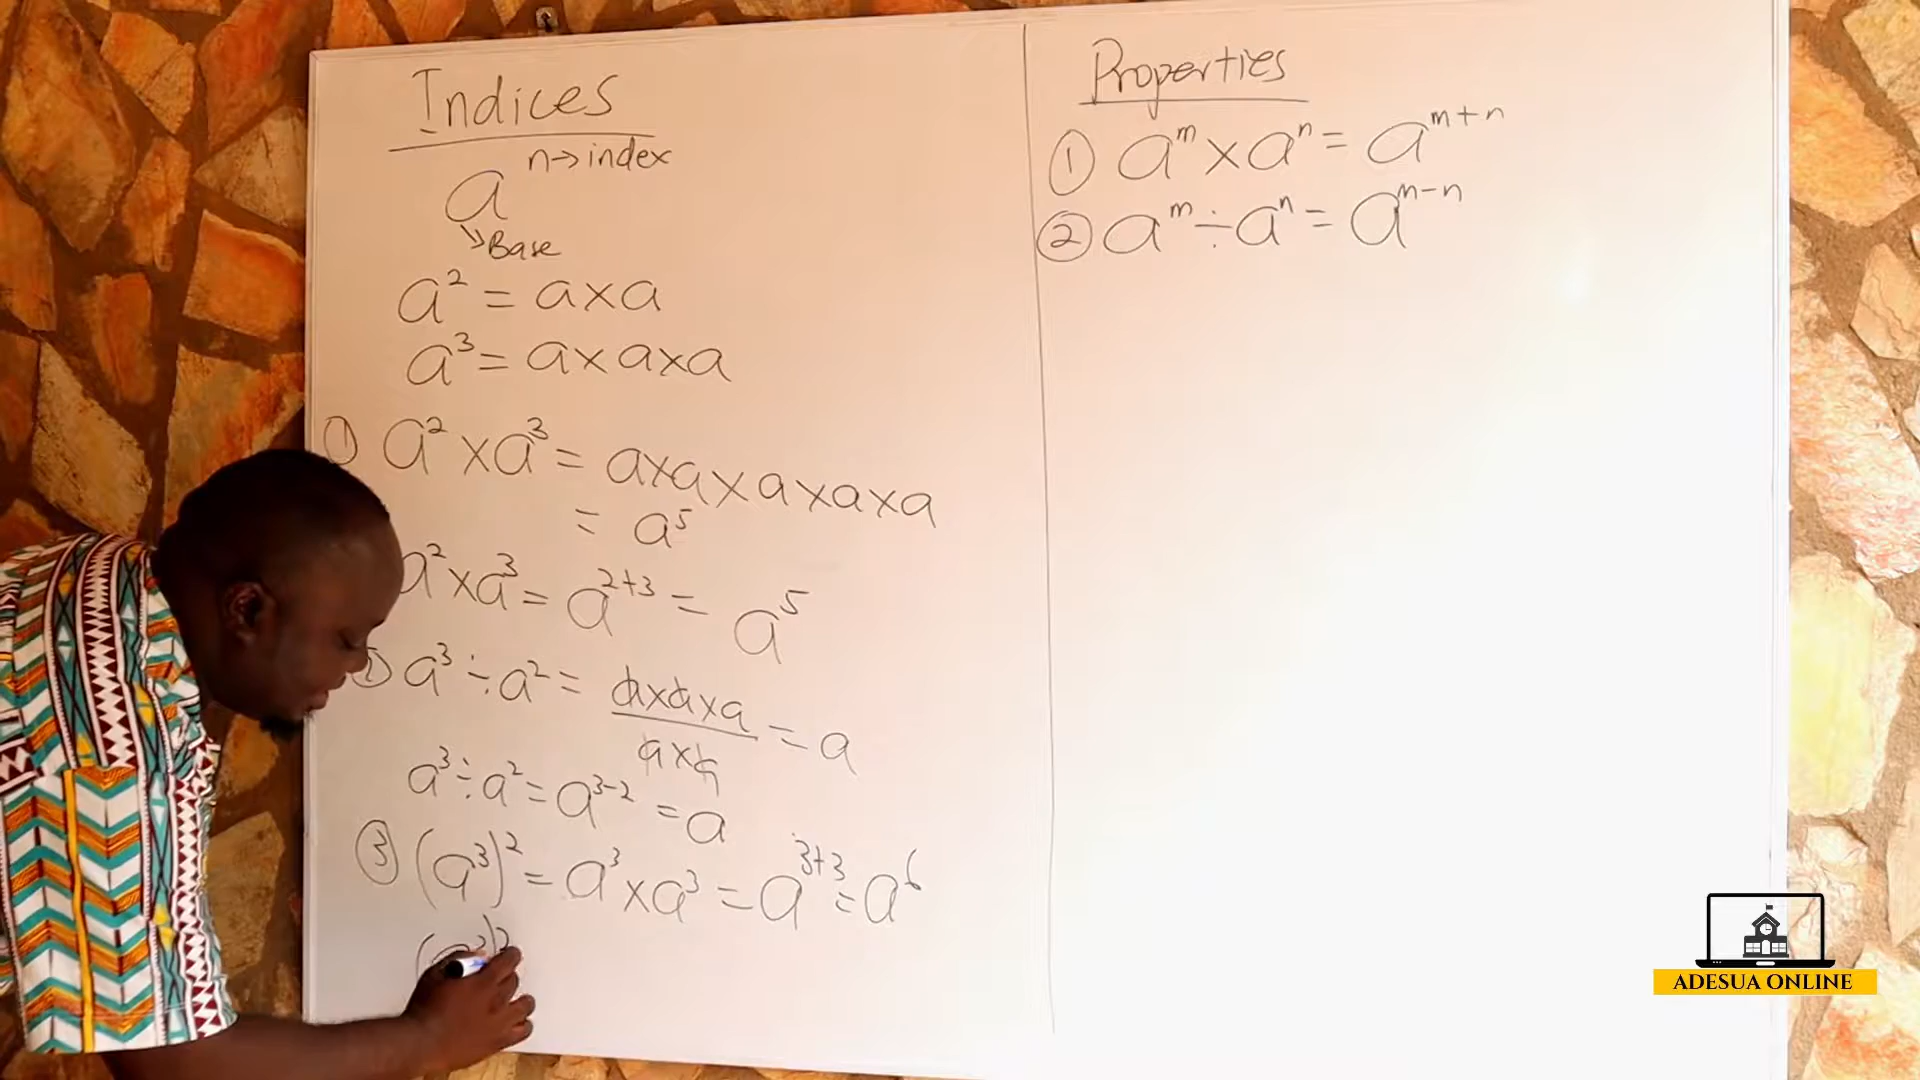 Indices
aⁿ → index
↘ Base
a² = a × a
a³ = a × a × a
① a² × a³ = a × a × a × a × a
= a⁵
a² × a³ = a²⁺³ = a⁵
a³ ÷ a² = a × a × a / a × a = a
a³ ÷ a² = a³⁻² = a
③ (a³)² = a³ × a³ = a³⁺³ = a⁶
Properties
① aᵐ × aⁿ = aᵐ⁺ⁿ
② aᵐ ÷ aⁿ = aᵐ⁻ⁿ
ADESUA ONLINE